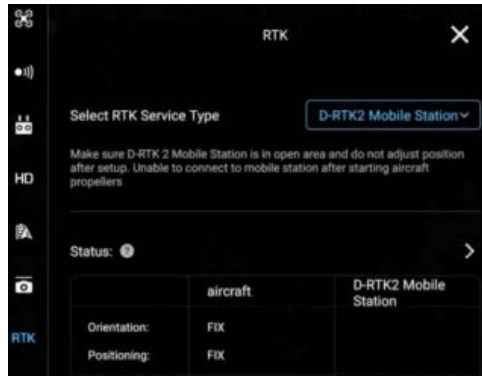 RTK
Select RTK Service Type
D-RTK2 Mobile Station
Make sure D-RTK 2 Mobile Station is in open area and do not adjust position
after setup. Unable to connect to mobile station after starting aircraft
propellers
HD
Status:
aircraft
D-RTK2 Mobile
Station
Orientation: FIX
RTK
Positioning: FIX